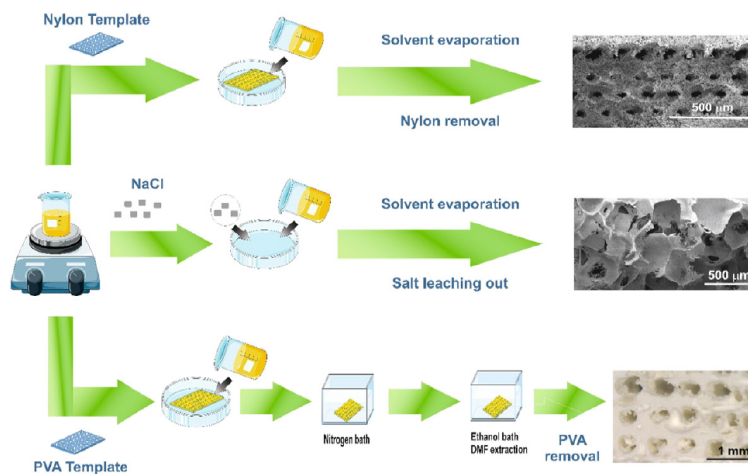 Nylon Template
Solvent evaporation
Nylon removal
500 µm
NaCl
Solvent evaporation
Salt leaching out
500 µm
PVA Template
Nitrogen bath
Ethanol bath
DMF extraction
PVA
removal
1 mm